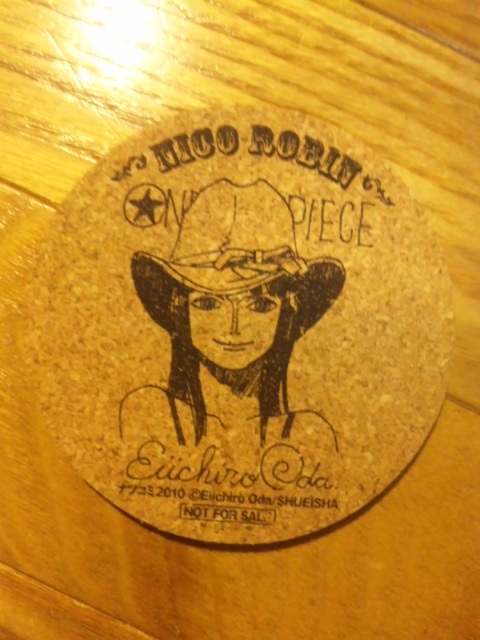 NICO ROBIN
ONE PIECE
Eiichiro Oda.
ナツコミ2010 ©Eiichiro Oda/SHUEISHA
NOT FOR SALE